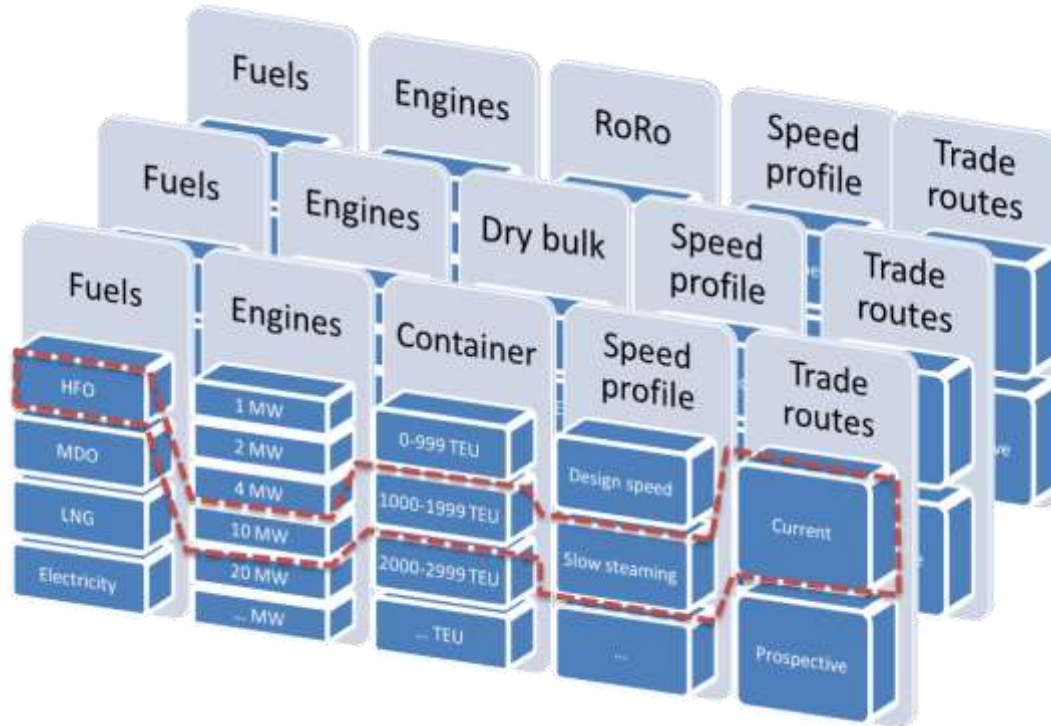 Fuels
Engines
RoRo
Speed
profile
Trade
routes
Fuels
Engines
Dry bulk
Speed
profile
Trade
routes
Fuels
HFO
MDO
LNG
Electricity
Engines
1 MW
2 MW
4 MW
10 MW
20 MW
... MW
Container
0-999 TEU
1000-1999 TEU
2000-2999 TEU
... TEU
Speed
profile
Design speed
Slow steaming
...
Trade
routes
Current
Prospective